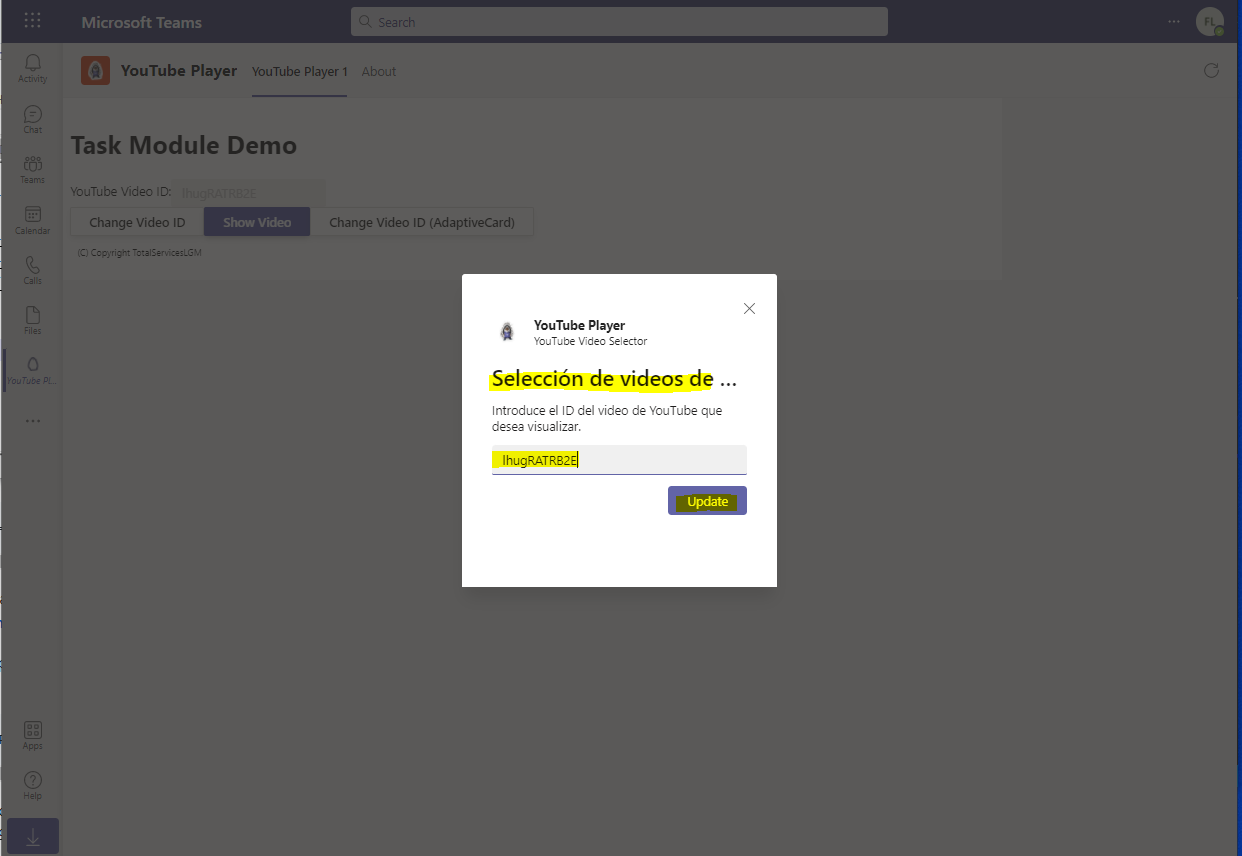 Microsoft Teams
Search
FL
Activity
Chat
Teams
Calendar
Calls
Files
YouTube Pl...
Apps
Help
YouTube Player
YouTube Player 1
About
Task Module Demo
YouTube Video ID:
lhugRATRB2E
Change Video ID
Show Video
Change Video ID (AdaptiveCard)
(C) Copyright TotalServicesLGM
YouTube Player
YouTube Video Selector
Selección de videos de ...
Introduce el ID del video de YouTube que
desea visualizar.
lhugRATRB2E
Update